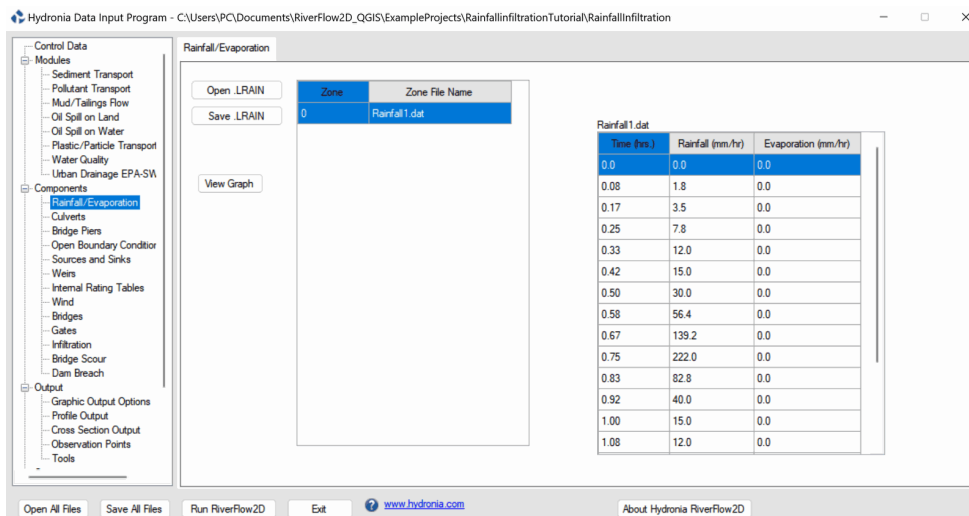 Hydronia Data Input Program - C:\Users\PC\Documents\RiverFlow2D_QGIS\ExampleProjects\RainfallinfiltrationTutorial\RainfallInfiltration
Control Data
Modules
Sediment Transport
Pollutant Transport
Mud/Tailings Flow
Oil Spill on Land
Oil Spill on Water
Plastic/Particle Transport
Water Quality
Urban Drainage EPA-SW
Components
Rainfall/Evaporation
Culverts
Bridge Piers
Open Boundary Condition
Sources and Sinks
Weirs
Internal Rating Tables
Wind
Bridges
Gates
Infiltration
Bridge Scour
Dam Breach
Output
Graphic Output Options
Profile Output
Cross Section Output
Observation Points
Tools
Rainfall/Evaporation
Open .LRAIN
Save .LRAIN
View Graph
Zone Zone File Name
0 Rainfall1.dat
Rainfall1.dat
Time (hrs.) Rainfall (mm/hr) Evaporation (mm/hr)
0.0 0.0 0.0
0.08 1.8 0.0
0.17 3.5 0.0
0.25 7.8 0.0
0.33 12.0 0.0
0.42 15.0 0.0
0.50 30.0 0.0
0.58 56.4 0.0
0.67 139.2 0.0
0.75 222.0 0.0
0.83 82.8 0.0
0.92 40.0 0.0
1.00 15.0 0.0
1.08 12.0 0.0
Open All Files Save All Files Run RiverFlow2D Exit ? www.hydronia.com About Hydronia RiverFlow2D